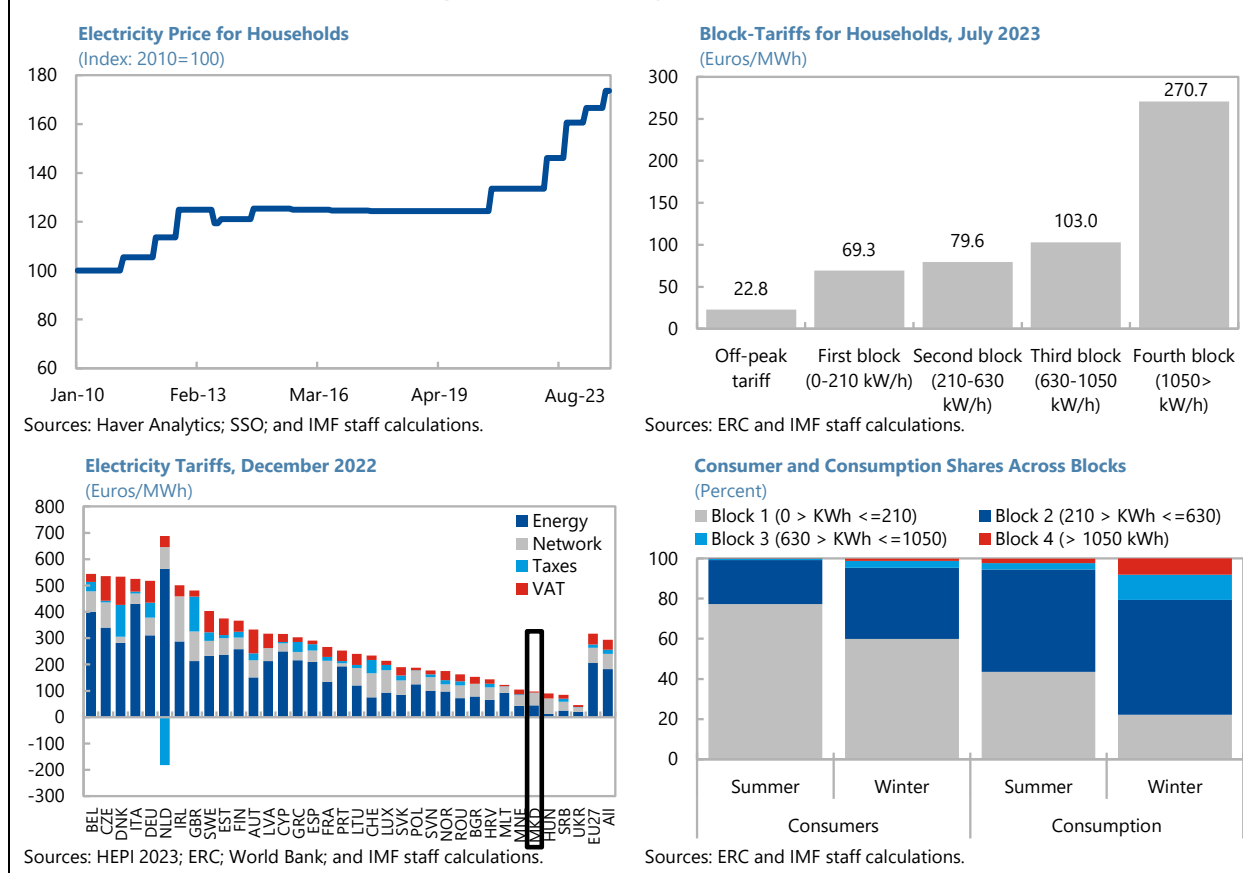 Electricity Price for Households
(Index: 2010=100)
180
160
140
120
100
80
60
Jan-10 Feb-13 Mar-16 Apr-19 Aug-23
Sources: Haver Analytics; SSO; and IMF staff calculations.
Block-Tariffs for Households, July 2023
(Euros/MWh)
300
250
200
150
100
50
0
22.8
69.3
79.6
103.0
270.7
Off-peak tariff
First block (0-210 kW/h)
Second block (210-630 kW/h)
Third block (630-1050 kW/h)
Fourth block (1050> kW/h)
Sources: ERC and IMF staff calculations.
Electricity Tariffs, December 2022
(Euros/MWh)
800
700
600
500
400
300
200
100
0
-100
-200
-300
Energy
Network
Taxes
VAT
BEL CZE DNK ITA DEU NLD IRL GBR SWE EST FIN AUT LVA CYP GRC ESP FRA PRT LTU CHE LUX SVK POL SVN NOR ROU BGR HRV MLT MNE MKD HUN SRB UKR EU27 All
Sources: HEPI 2023; ERC; World Bank; and IMF staff calculations.
Consumer and Consumption Shares Across Blocks
(Percent)
Block 1 (0 > KWh <=210)
Block 2 (210 > KWh <=630)
Block 3 (630 > KWh <=1050)
Block 4 (> 1050 kWh)
100
80
60
40
20
0
Summer Winter Summer Winter
Consumers Consumption
Sources: ERC and IMF staff calculations.